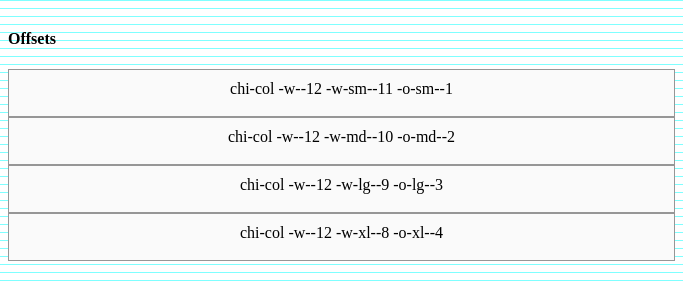 Offsets
chi-col -w--12 -w-sm--11 -o-sm--1
chi-col -w--12 -w-md--10 -o-md--2
chi-col -w--12 -w-lg--9 -o-lg--3
chi-col -w--12 -w-xl--8 -o-xl--4